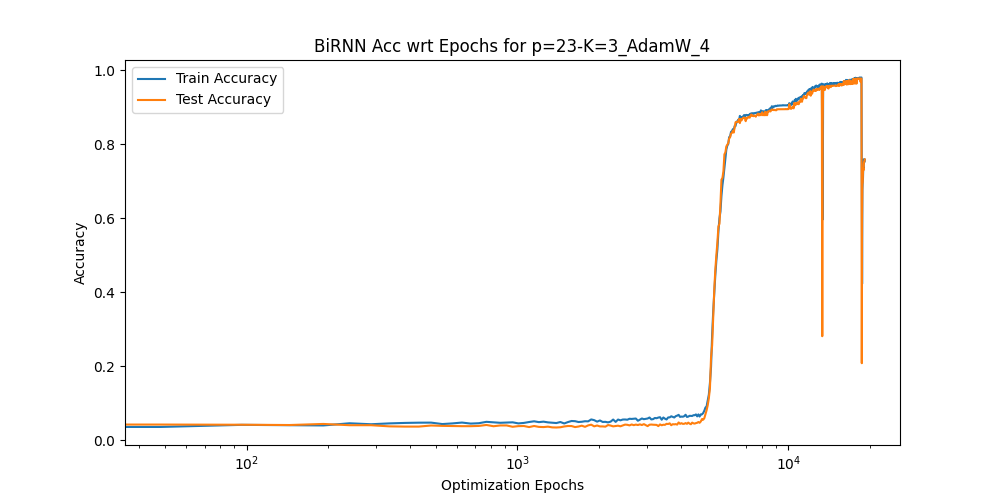 BiRNN Acc wrt Epochs for p=23-K=3_AdamW_4
Train Accuracy
Test Accuracy
1.0
0.8
0.6
0.4
0.2
0.0
Accuracy
10²
10³
10⁴
Optimization Epochs